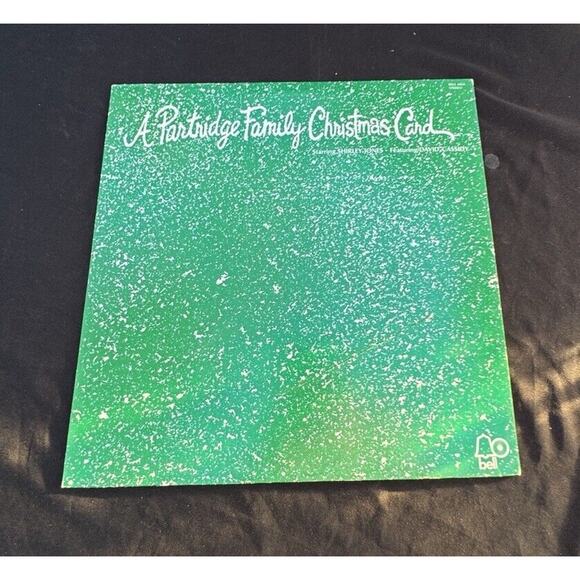 A Partridge Family Christmas Card
Starring SHIRLEY JONES • Featuring DAVID CASSIDY
bell